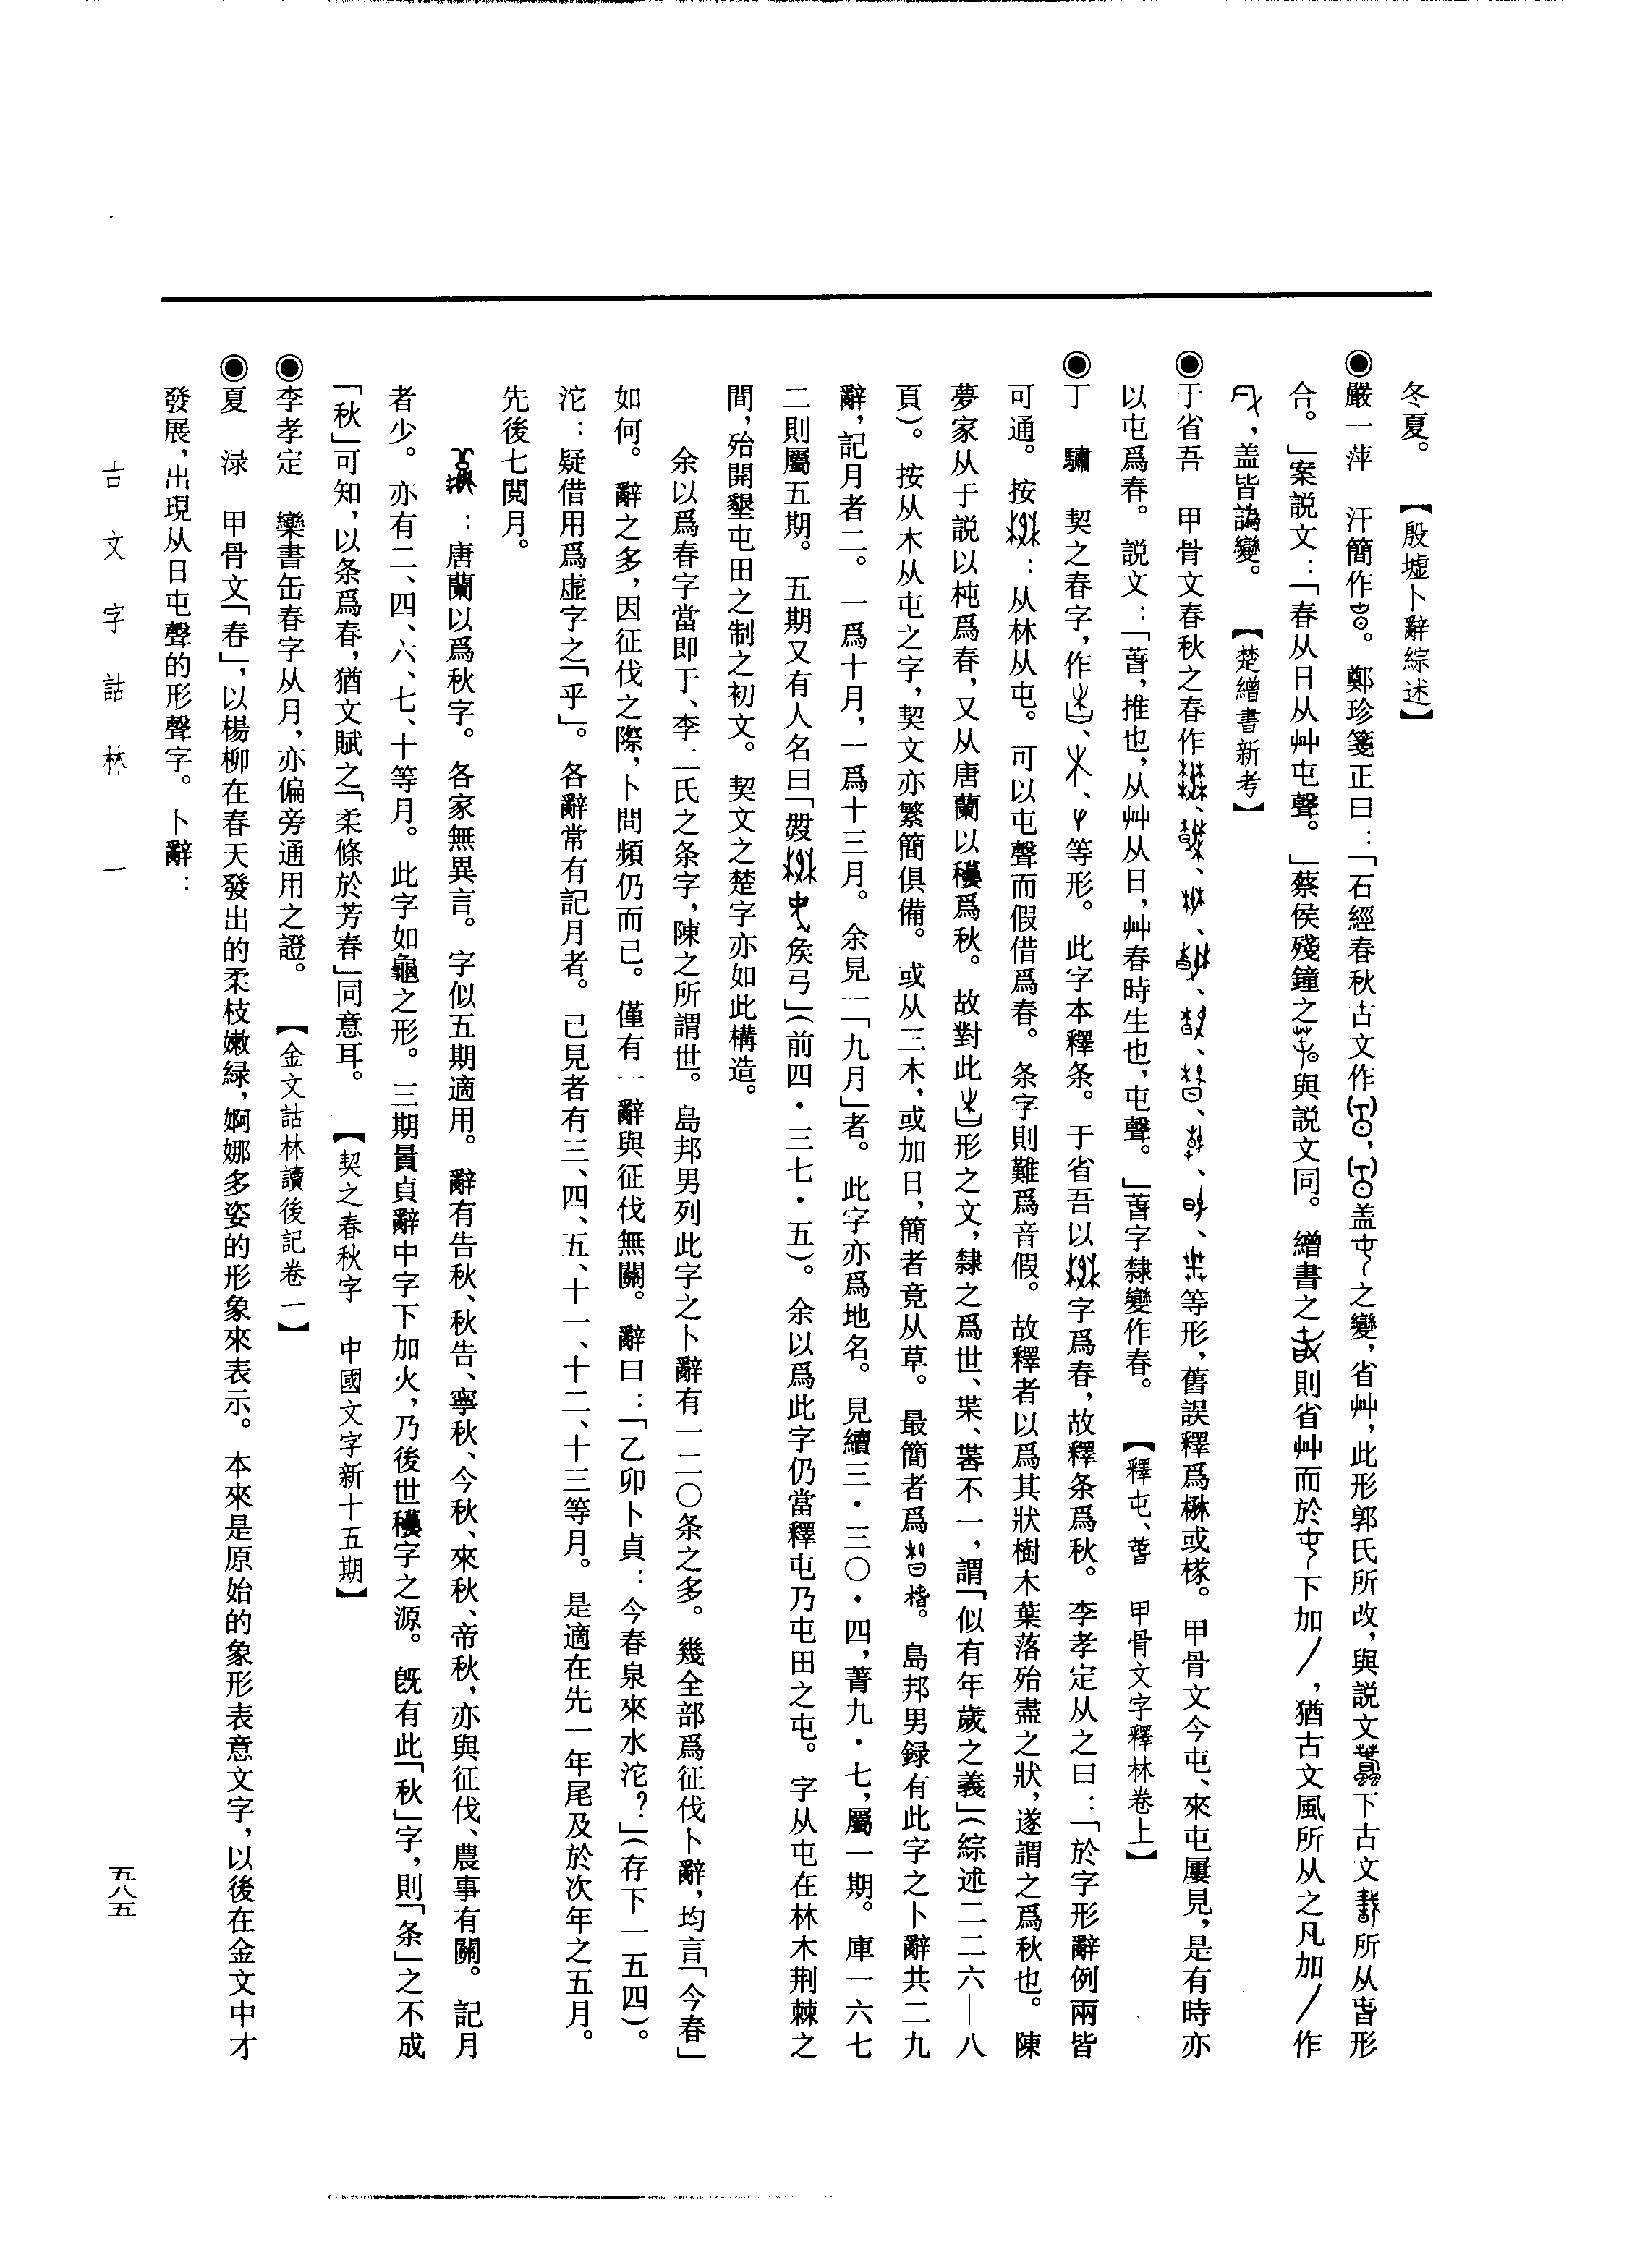 冬夏。　【殷墟卜辭綜述】
◉嚴一萍　汗簡作。鄭珍箋正曰：「石經春秋古文作，蓋之變，省艸，此形郭氏所改，與説文下古文所从旾形
合。」案説文：「春从日从艸屯聲。」蔡侯殘鐘之與説文同。繒書之則省艸而於下加，猶古文風所从之凡加作
，盖皆譌變。　【楚繒書新考】
◉于省吾　甲骨文春秋之春作、、、、、、、、等形，舊誤釋爲楙或𣓀。甲骨文今屯、來屯屢見，是有時亦
以屯爲春。説文：「萅，推也，从艸从日，艸春時生也，屯聲。」萅字隸變作春。　【釋屯、萅　甲骨文字釋林卷上】
◉丁　驌　契之春字，作、、等形。此字本釋条。于省吾以字爲春，故釋条爲秋。李孝定从之曰：「於字形辭例兩皆
可通。按：从林从屯。可以屯聲而假借爲春。条字則難爲音假。故釋者以爲其狀樹木葉落殆盡之狀，遂謂之爲秋也。陳
夢家从于説以杶爲春，又从唐蘭以龝爲秋。故對此形之文，隸之爲世、枼、萻不一，謂「似有年歲之義」（綜述二二六—八
頁）。按从木从屯之字，契文亦繁簡俱備。或从三木，或加日，簡者竟从草。最簡者爲。島邦男録有此字之卜辭共二九
辭，記月者二。一爲十月，一爲十三月。余見一「九月」者。此字亦爲地名。見續三·三〇·四，菁九·七，屬一期。庫一六七
二則屬五期。五期又有人名曰「侯弓」（前四·三七·五）。余以爲此字仍當釋屯乃屯田之屯。字从屯在林木荆棘之
間，殆開墾屯田之制之初文。契文之楚字亦如此構造。
余以爲春字當即于、李二氏之条字，陳之所謂世。島邦男列此字之卜辭有一二〇条之多。幾全部爲征伐卜辭，均言「今春」
如何。辭之多，因征伐之際，卜問頻仍而已。僅有一辭與征伐無關。辭曰：「乙卯卜貞：今春泉來水沱？」（存下一五四）。
沱：疑借用爲虚字之「乎」。各辭常有記月者。已見者有三、四、五、十一、十二、十三等月。是適在先一年尾及於次年之五月。
先後七閲月。
：唐蘭以爲秋字。各家無異言。字似五期適用。辭有告秋、秋告、寧秋、今秋、來秋、帝秋，亦與征伐、農事有關。記月
者少。亦有二、四、六、七、十等月。此字如龜之形。三期貞辭中字下加火，乃後世龝字之源。既有此「秋」字，則「条」之不成
「秋」可知，以条爲春，猶文賦之「柔條於芳春」同意耳。　【契之春秋字　中國文字新十五期】
◉李孝定　欒書缶春字从月，亦偏旁通用之證。　【金文詁林讀後記卷一】
◉夏　渌　甲骨文「春」，以楊柳在春天發出的柔枝嫩緑，婀娜多姿的形象來表示。本來是原始的象形表意文字，以後在金文中才
發展，出現从日屯聲的形聲字。卜辭：
古文字詁林　一
五八五